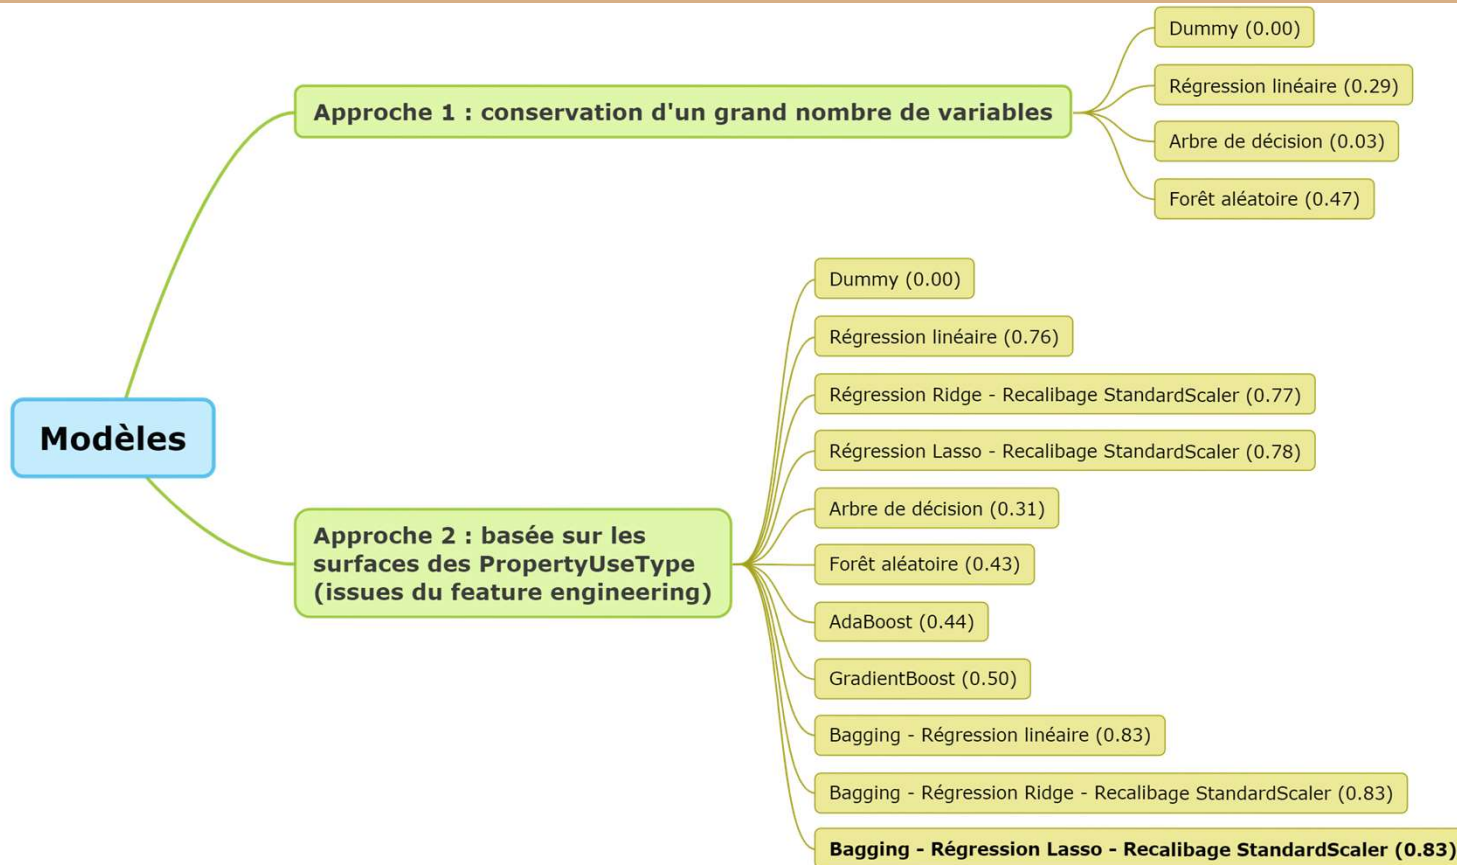 Modèles
Approche 1 : conservation d'un grand nombre de variables
Dummy (0.00)
Régression linéaire (0.29)
Arbre de décision (0.03)
Forêt aléatoire (0.47)
Approche 2 : basée sur les
surfaces des PropertyUseType
(issues du feature engineering)
Dummy (0.00)
Régression linéaire (0.76)
Régression Ridge - Recalibage StandardScaler (0.77)
Régression Lasso - Recalibage StandardScaler (0.78)
Arbre de décision (0.31)
Forêt aléatoire (0.43)
AdaBoost (0.44)
GradientBoost (0.50)
Bagging - Régression linéaire (0.83)
Bagging - Régression Ridge - Recalibage StandardScaler (0.83)
Bagging - Régression Lasso - Recalibage StandardScaler (0.83)